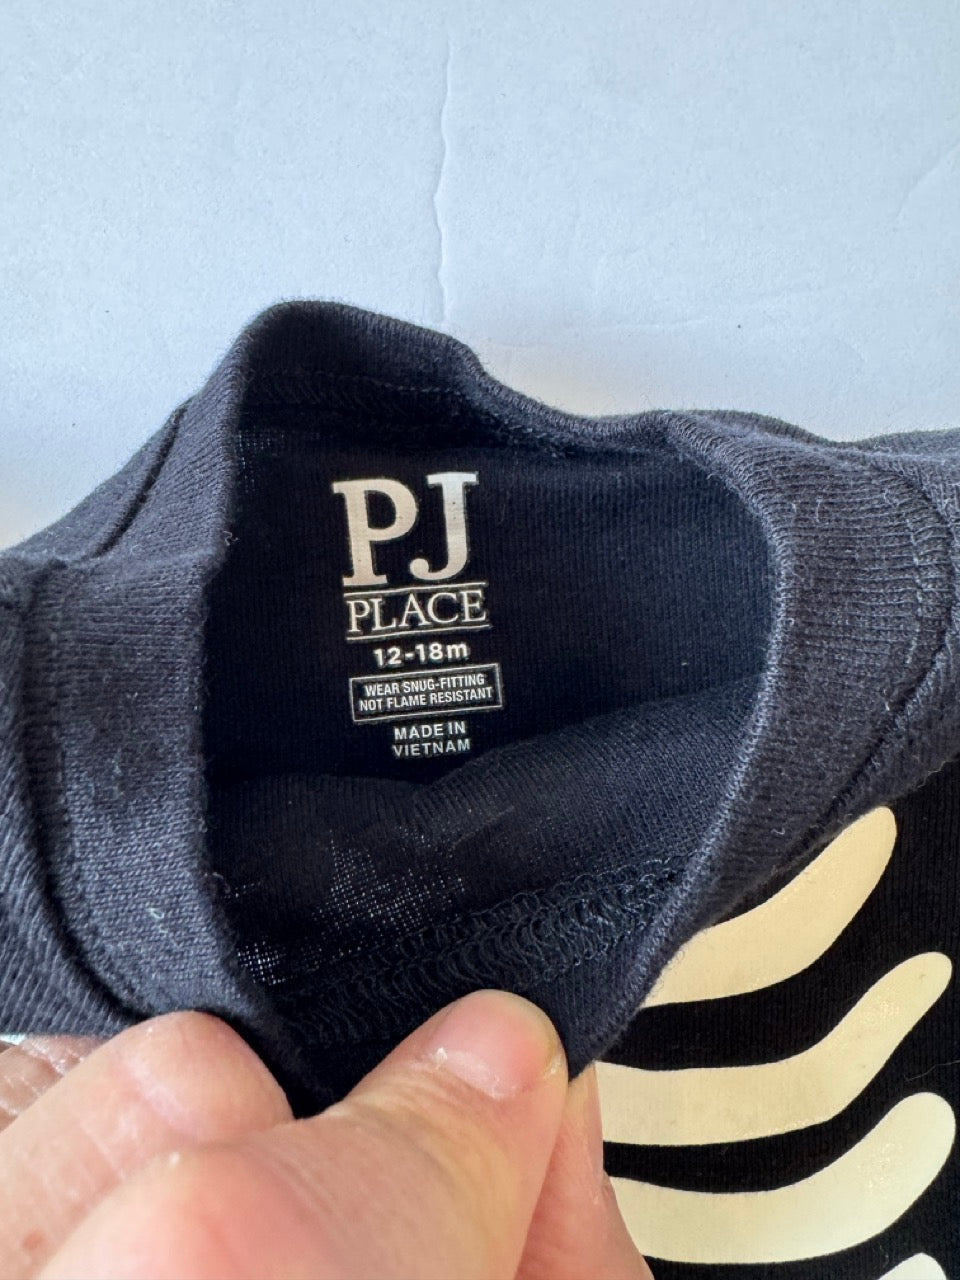 PJ
PLACE
12-18m
WEAR SNUG-FITTING
NOT FLAME RESISTANT
MADE IN
VIETNAM